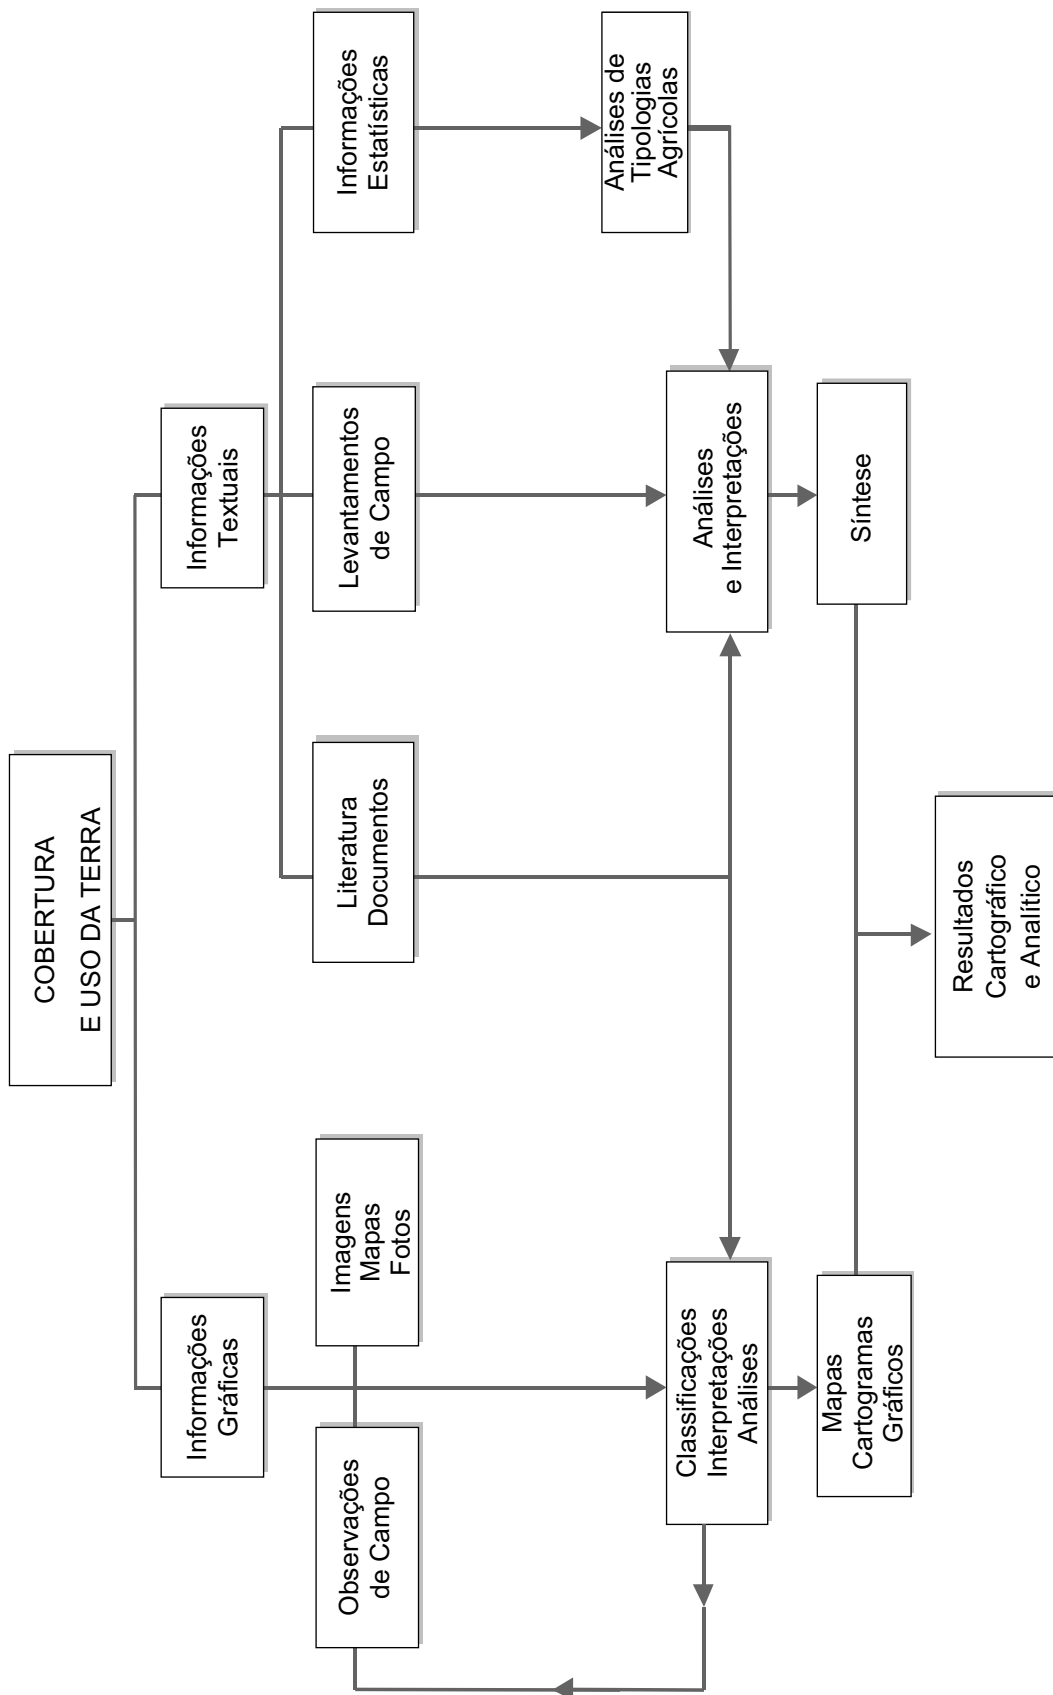 COBERTURA
E USO DA TERRA
Informações
Gráficas
Informações
Textuais
Observações
de Campo
Imagens
Mapas
Fotos
Literatura
Documentos
Levantamentos
de Campo
Informações
Estatísticas
Análises de
Tipologias
Agrícolas
Classificações
Interpretações
Análises
Análises
e Interpretações
Mapas
Cartogramas
Gráficos
Síntese
Resultados
Cartográfico
e Analítico